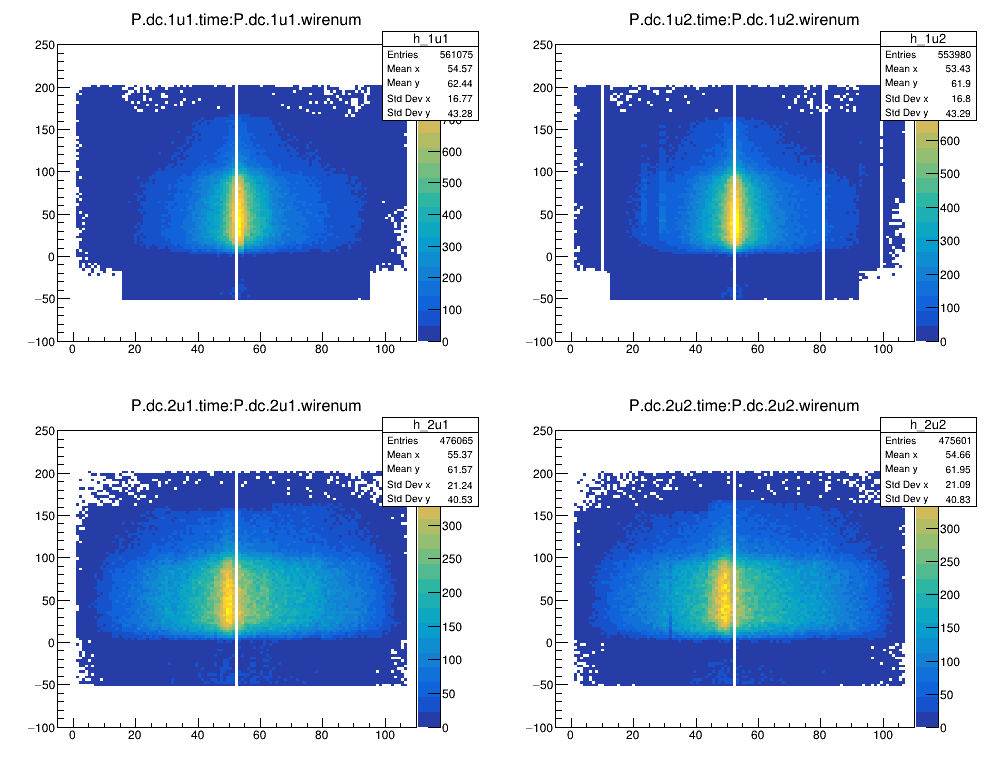 P.dc.1u1.time:P.dc.1u1.wirenum
h_1u1
Entries 561075
Mean x 54.57
Mean y 62.44
Std Dev x 16.77
Std Dev y 43.28
250
200
150
100
50
0
−50
−100
0 20 40 60 80 100
600
500
400
300
200
100
0
P.dc.1u2.time:P.dc.1u2.wirenum
h_1u2
Entries 553980
Mean x 53.43
Mean y 61.9
Std Dev x 16.8
Std Dev y 43.29
250
200
150
100
50
0
−50
−100
0 20 40 60 80 100
600
500
400
300
200
100
0
P.dc.2u1.time:P.dc.2u1.wirenum
h_2u1
Entries 476065
Mean x 55.37
Mean y 61.57
Std Dev x 21.24
Std Dev y 40.53
250
200
150
100
50
0
−50
−100
0 20 40 60 80 100
300
250
200
150
100
50
0
P.dc.2u2.time:P.dc.2u2.wirenum
h_2u2
Entries 475601
Mean x 54.66
Mean y 61.95
Std Dev x 21.09
Std Dev y 40.83
250
200
150
100
50
0
−50
−100
0 20 40 60 80 100
300
250
200
150
100
50
0